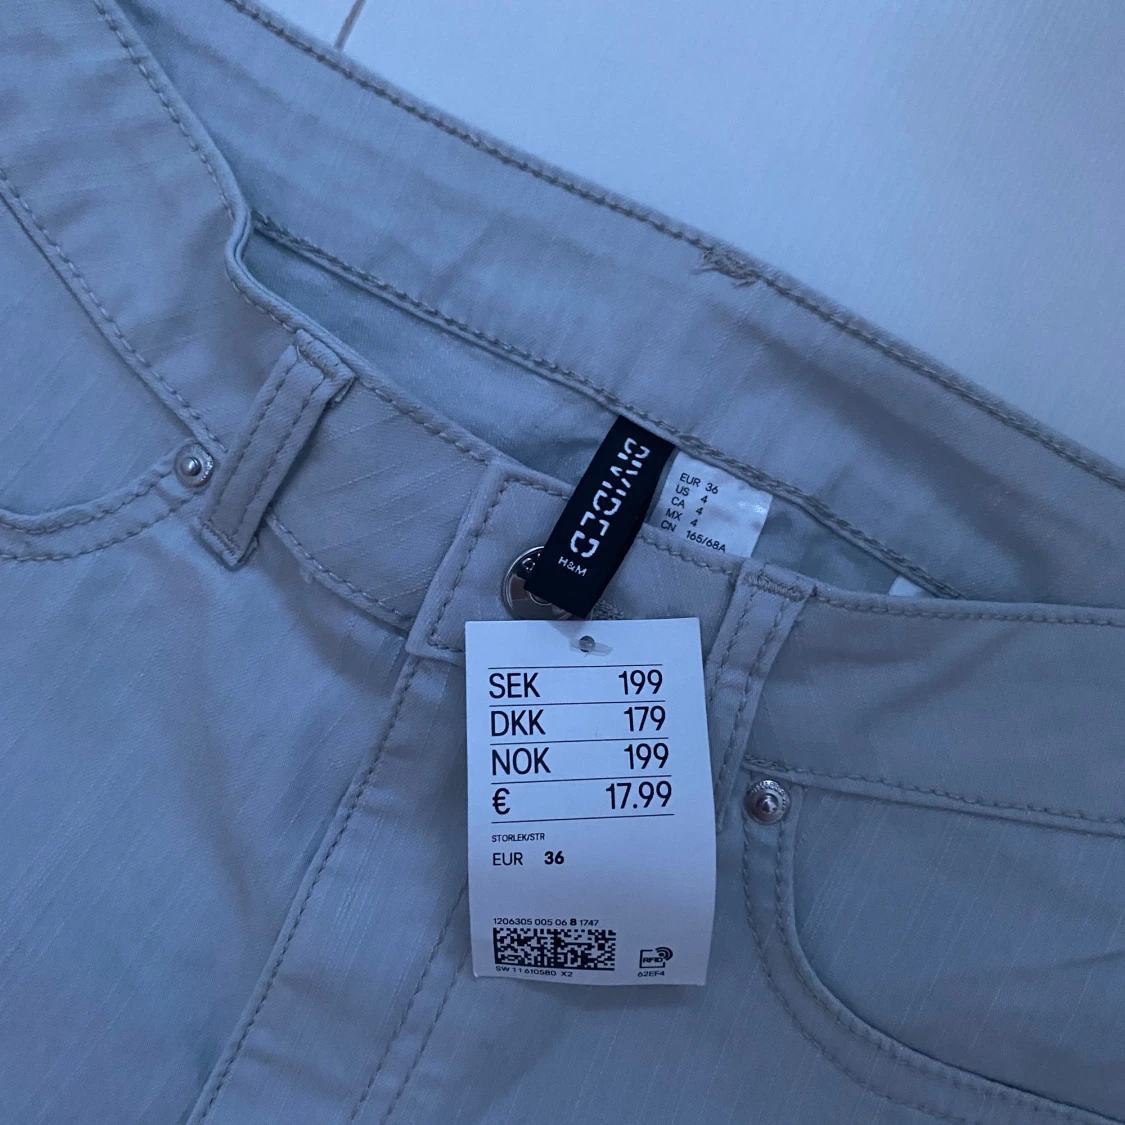 DIVIDED
H&M
EUR 36
US 4
CA 4
MX 4
CN 165/68A
SEK 199
DKK 179
NOK 199
€ 17.99
STORLEK/STR
EUR 36
1206305 005 06 8 1747
SW 11 610580 X2
RFID
62EF4